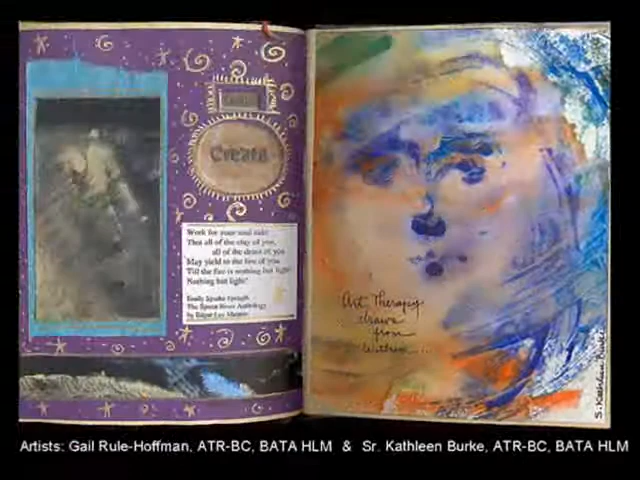 Create
Work for your soul sake
That all of the clay of you,
all of the dross of you
May yield to the fire of you
Till the fire is nothing but light!
Nothing but light!
Emily Sparks Speech
The Spoon River Anthology
by Edgar Lee Masters
Art Therapy
draws
from
within...
S. Kathleen Burke
Artists: Gail Rule-Hoffman, ATR-BC, BATA HLM & Sr. Kathleen Burke, ATR-BC, BATA HLM